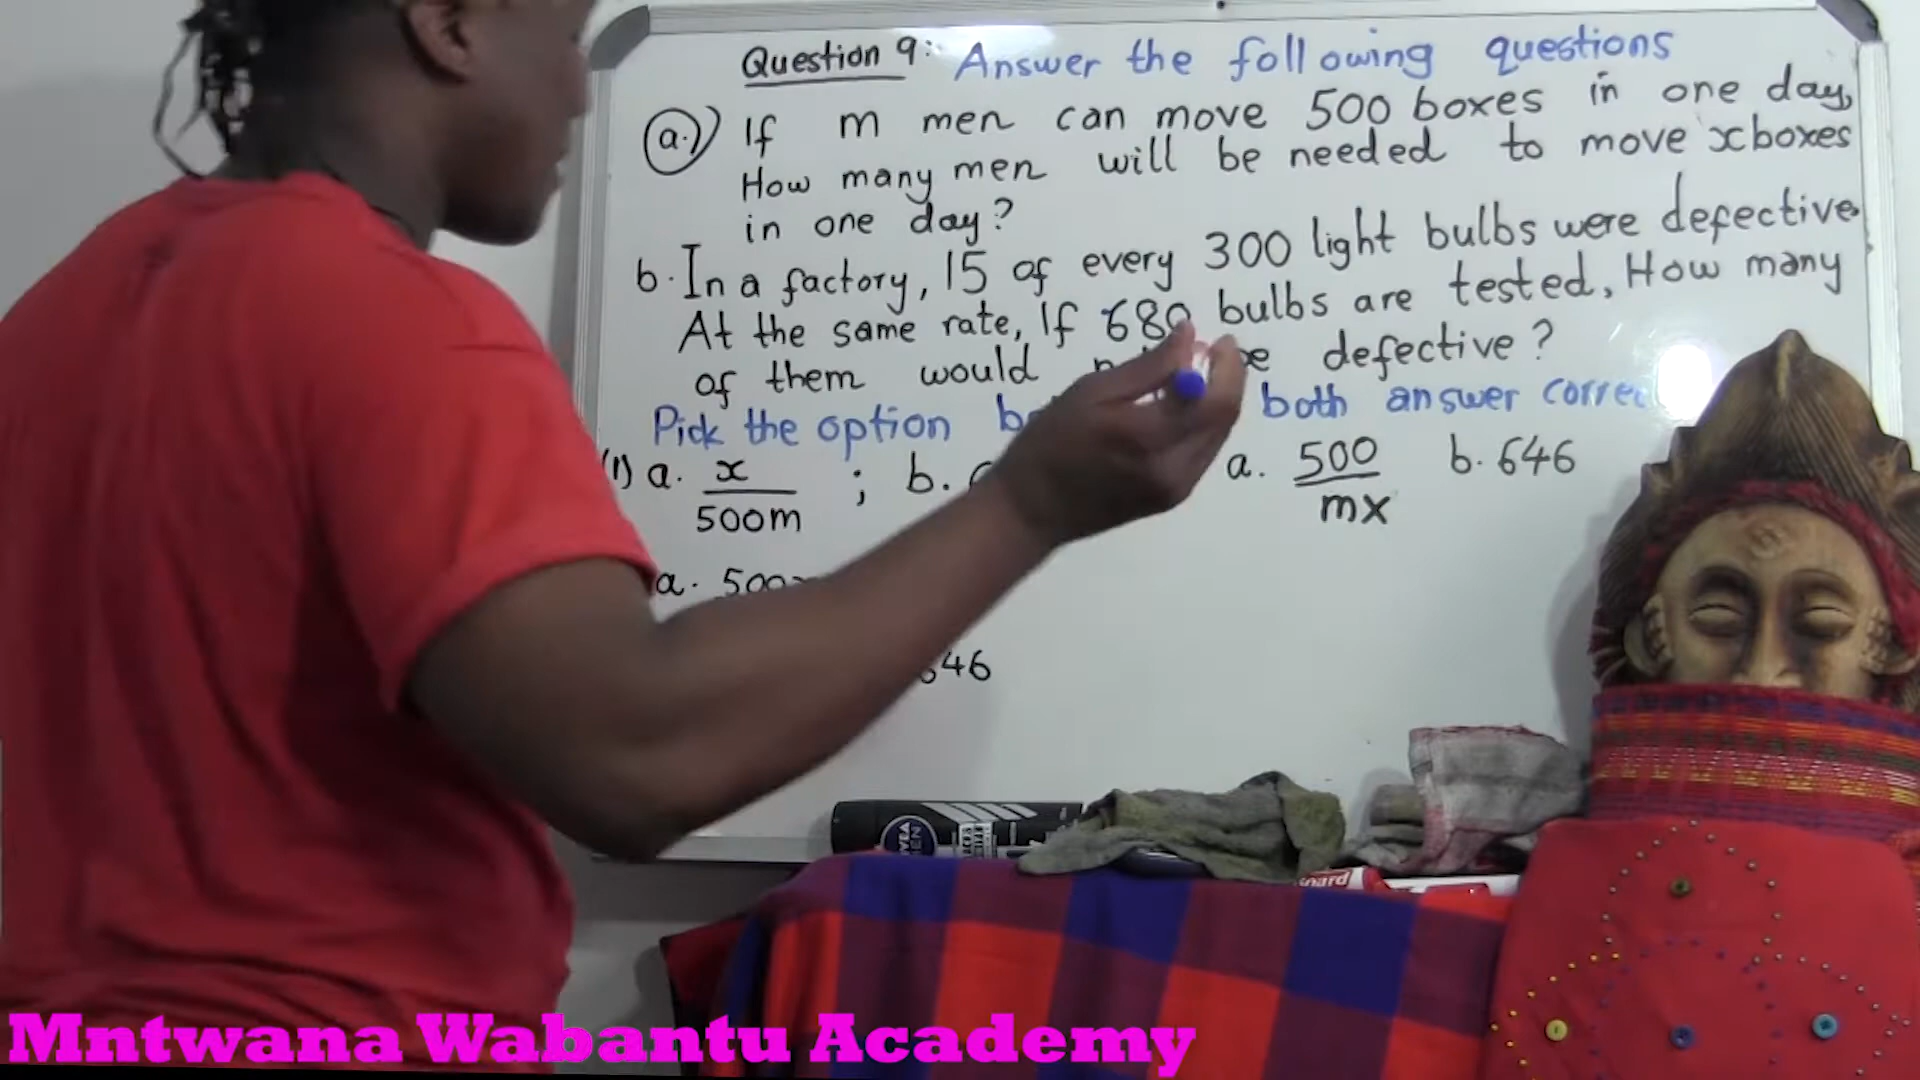 Question 9: Answer the following questions
a.) If m men can move 500 boxes in one day,
How many men will be needed to move x boxes
in one day?
b. In a factory, 15 of every 300 light bulbs were defective.
At the same rate, If 680 bulbs are tested, How many
of them would defective?
Pick the option both answer
(1) a. x/500m ; b. a. 500/mx b. 646
a.
646
NIVEA MEN
Mntwana Wabantu Academy